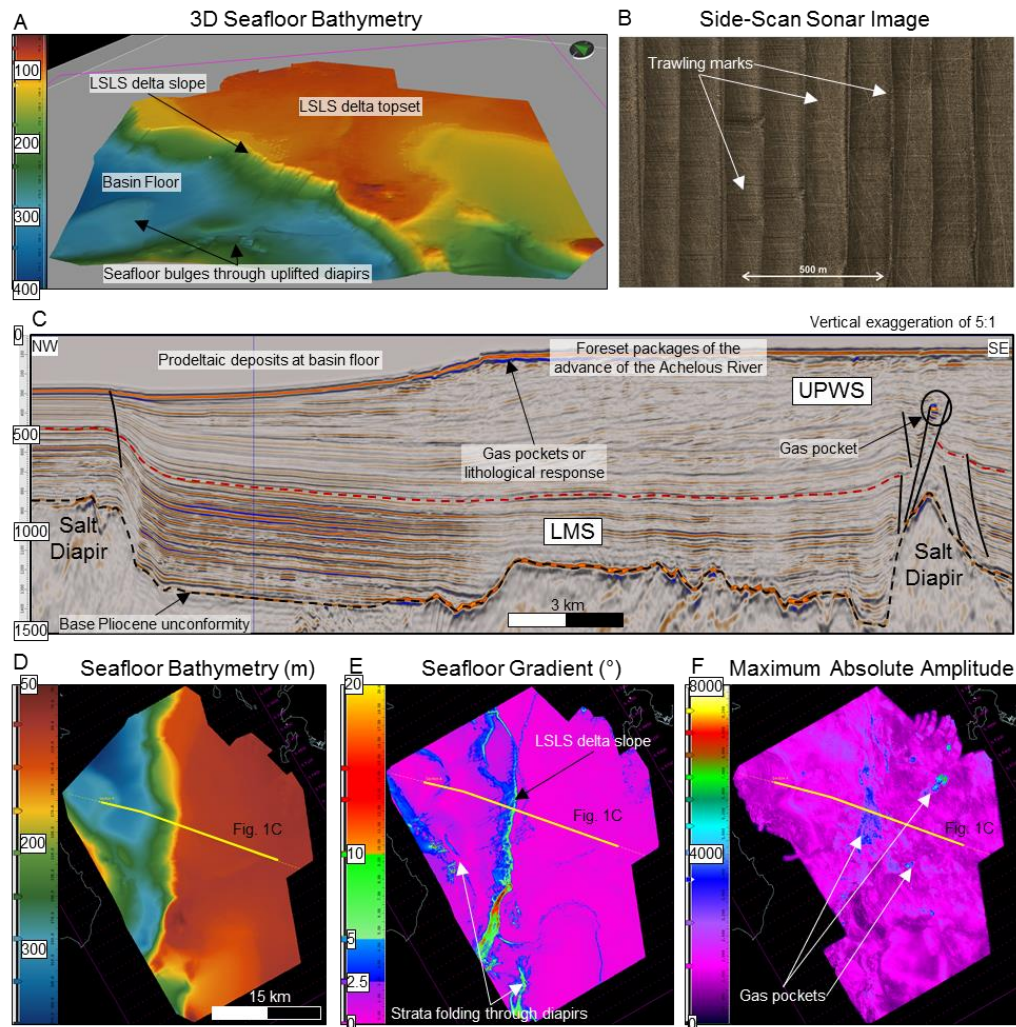 A
3D Seafloor Bathymetry
100
200
300
400
LSLS delta slope
LSLS delta topset
Basin Floor
Seafloor bulges through uplifted diapirs
B
Side-Scan Sonar Image
Trawling marks
500 m
C
Vertical exaggeration of 5:1
0
500
1000
1500
NW
SE
Prodeltaic deposits at basin floor
Foreset packages of the
advance of the Achelous River
UPWS
Gas pockets or
lithological response
Gas pocket
LMS
Salt
Diapir
Salt
Diapir
Base Pliocene unconformity
3 km
D
Seafloor Bathymetry (m)
50
200
300
Fig. 1C
15 km
E
Seafloor Gradient (°)
20
10
5
2.5
0
LSLS delta slope
Fig. 1C
Strata folding through diapirs
F
Maximum Absolute Amplitude
8000
4000
0
Fig. 1C
Gas pockets